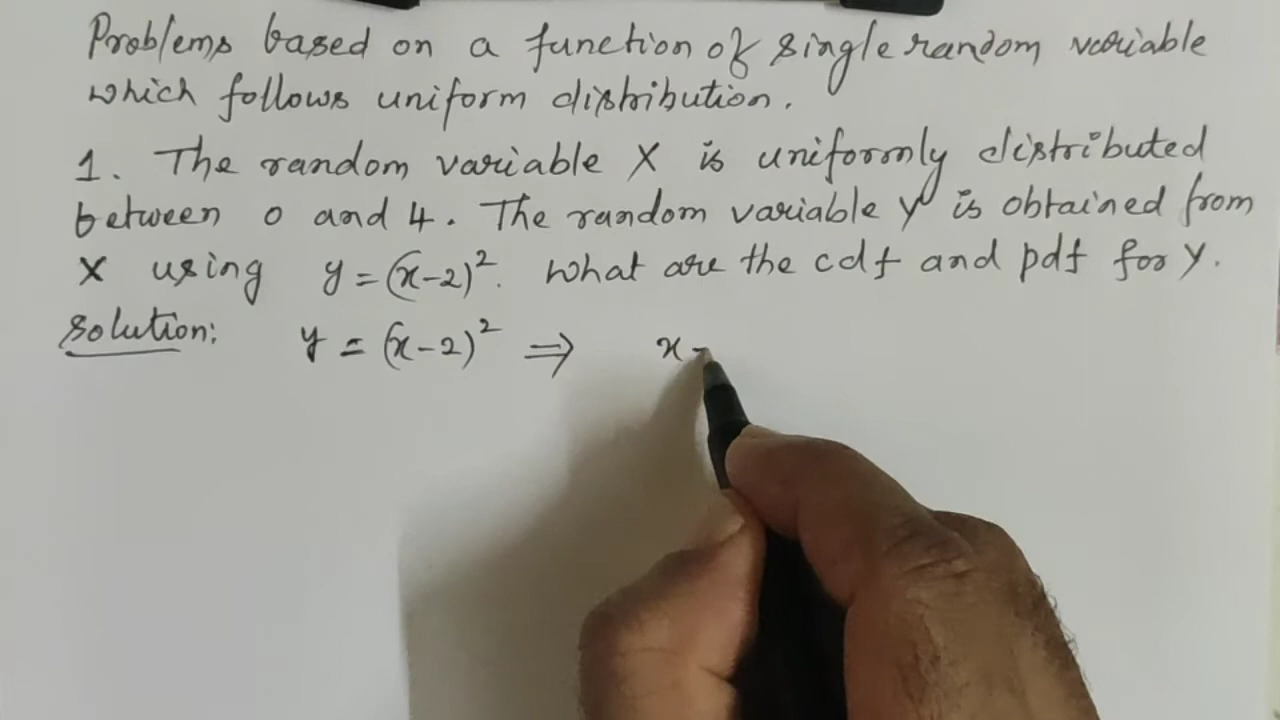 Problems based on a function of single random variable
which follows uniform distribution.
1. The random variable X is uniformly distributed
between 0 and 4. The random variable Y is obtained from
X using y = (x-2)². What are the cdf and pdf for Y.
Solution: y = (x-2)² ⇒ x -